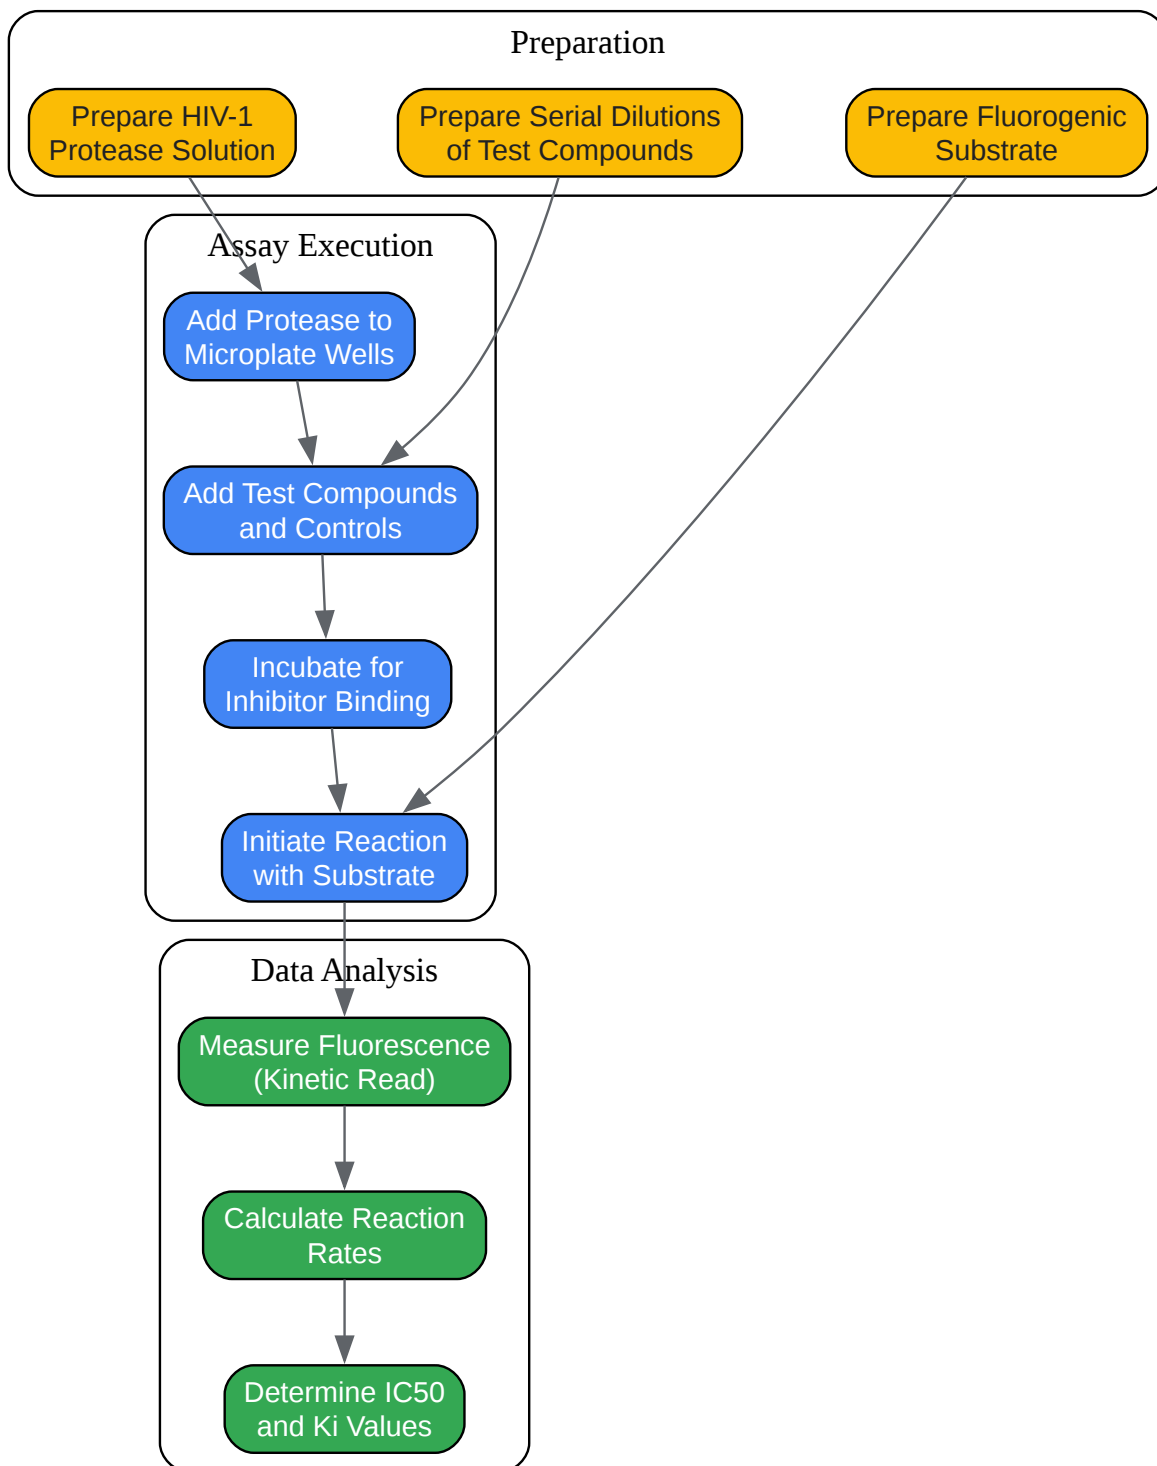 Preparation
Prepare HIV-1
Protease Solution
Prepare Serial Dilutions
of Test Compounds
Prepare Fluorogenic
Substrate
Assay Execution
Add Protease to
Microplate Wells
Add Test Compounds
and Controls
Incubate for
Inhibitor Binding
Initiate Reaction
with Substrate
Data Analysis
Measure Fluorescence
(Kinetic Read)
Calculate Reaction
Rates
Determine IC50
and Ki Values